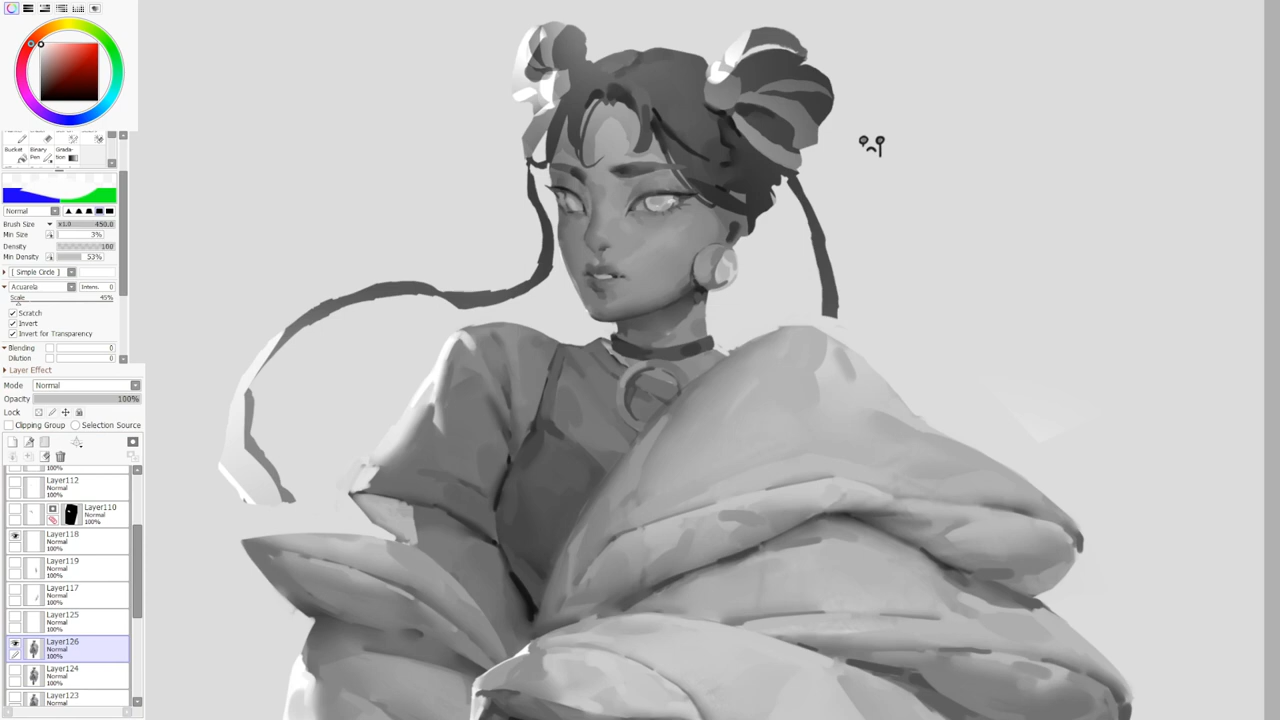 Bucket Binary Grada-
Pen tion
Normal
Brush Size x1.0 450.0
Min Size 3%
Density 100
Min Density 53%
[ Simple Circle ]
Acuarela Intens. 0
Scale 45%
Scratch
Invert
Invert for Transparency
Blending 0
Dilution 0
Layer Effect
Mode Normal
Opacity 100%
Lock
Clipping Group Selection Source
100%
Layer112
Normal
100%
Layer110
Normal
100%
Layer118
Normal
100%
Layer119
Normal
100%
Layer117
Normal
100%
Layer125
Normal
100%
Layer126
Normal
100%
Layer124
Normal
100%
Layer123
Normal